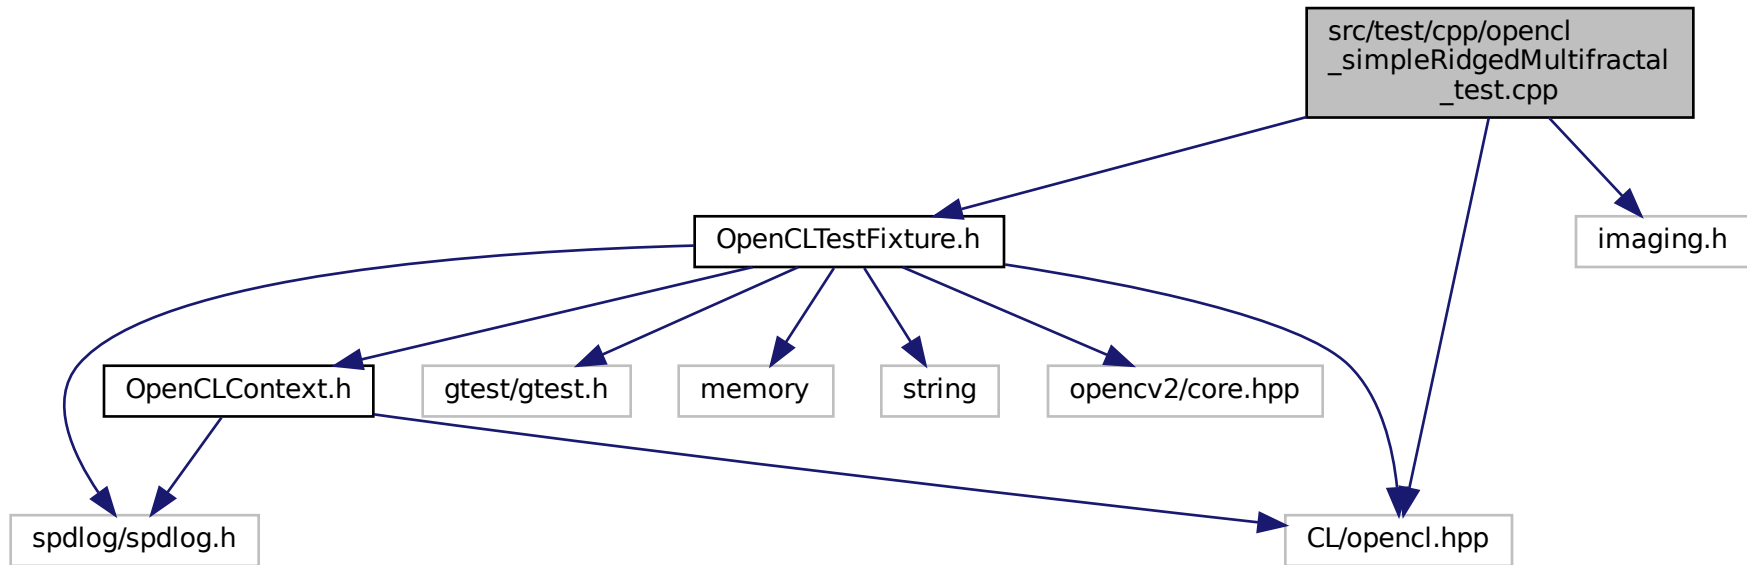 src/test/cpp/opencl
_simpleRidgedMultifractal
_test.cpp
OpenCLTestFixture.h
imaging.h
OpenCLContext.h
gtest/gtest.h
memory
string
opencv2/core.hpp
spdlog/spdlog.h
CL/opencl.hpp